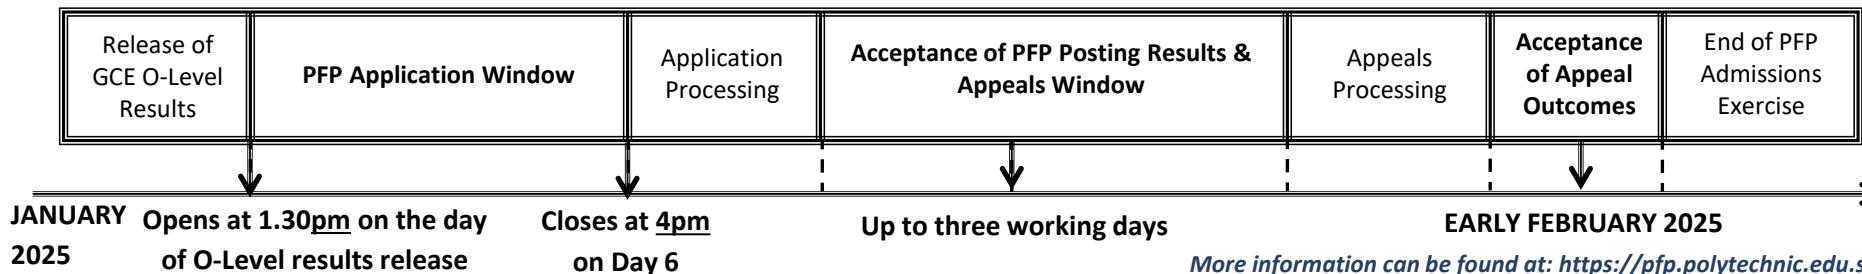 Release of
GCE O-Level
Results
PFP Application Window
Application
Processing
Acceptance of PFP Posting Results &
Appeals Window
Appeals
Processing
Acceptance
of Appeal
Outcomes
End of PFP
Admissions
Exercise
JANUARY
2025
Opens at 1.30pm on the day
of O-Level results release
Closes at 4pm
on Day 6
Up to three working days
EARLY FEBRUARY 2025
More information can be found at: https://pfp.polytechnic.edu.s